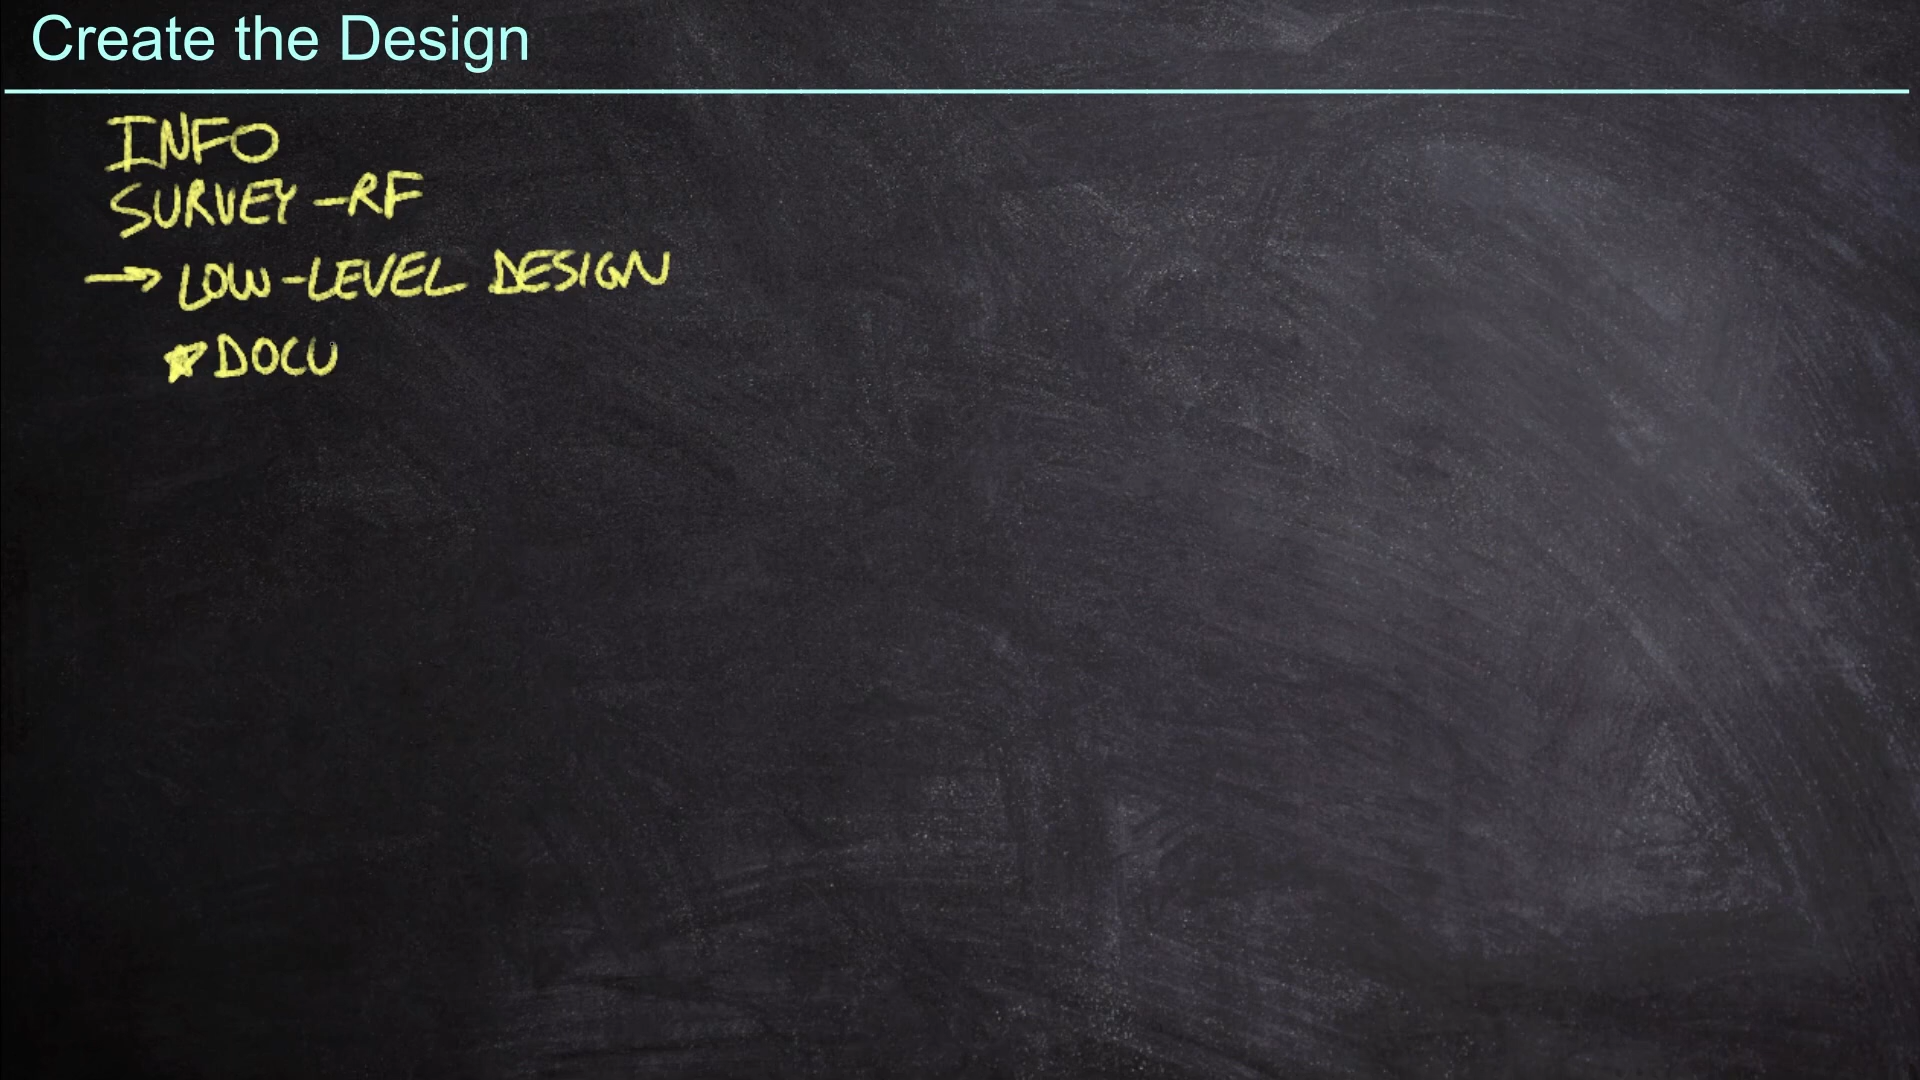 Create the Design
INFO
SURVEY -RF
→ LOW-LEVEL DESIGN
★ DOCU